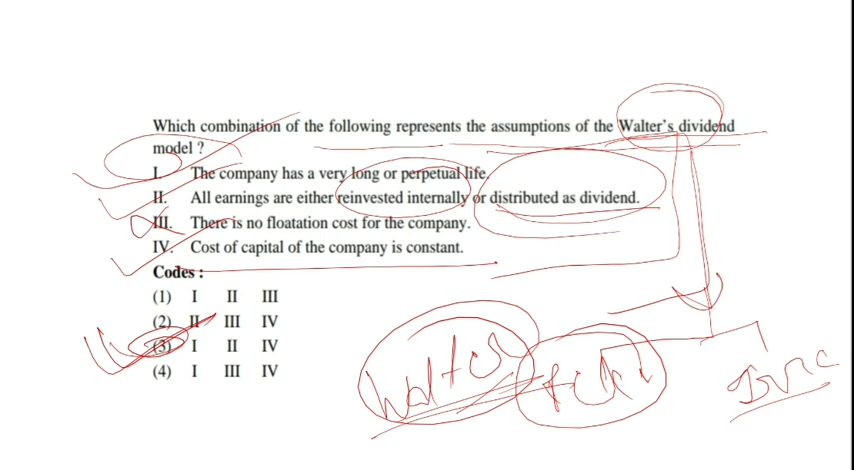 Which combination of the following represents the assumptions of the Walter's dividend
model ?
I. The company has a very long or perpetual life.
II. All earnings are either reinvested internally or distributed as dividend.
III. There is no floatation cost for the company.
IV. Cost of capital of the company is constant.
Codes :
(1) I II III
(2) II III IV
(3) I II IV
(4) I III IV